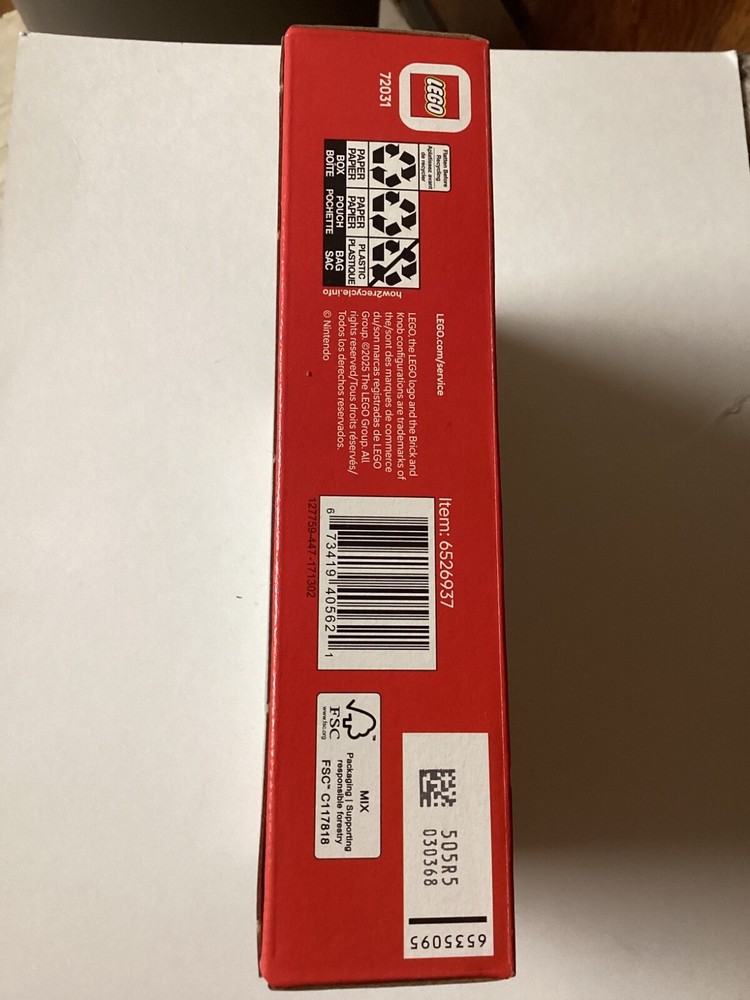 LEGO
72031
Flatten Before
Recycling
Aplatissez avant
de recycler
PAPER
PAPIER
BOX
BOÎTE
PAPER
PAPIER
POUCH
POCHETTE
PLASTIC
PLASTIQUE
BAG
SAC
how2recycle.info
LEGO.com/service
LEGO, the LEGO logo and the Brick and
Knob configurations are trademarks of
the/sont des marques de commerce
du/son marcas registradas de LEGO
Group. ©2025 The LEGO Group. All
rights reserved/Tous droits réservés/
Todos los derechos reservados.
© Nintendo
Item: 6526937
6 73419 40562 1
127759-447-171302
FSC
www.fsc.org
MIX
Packaging | Supporting
responsible forestry
FSC™ C117818
505R5
030368
6535095